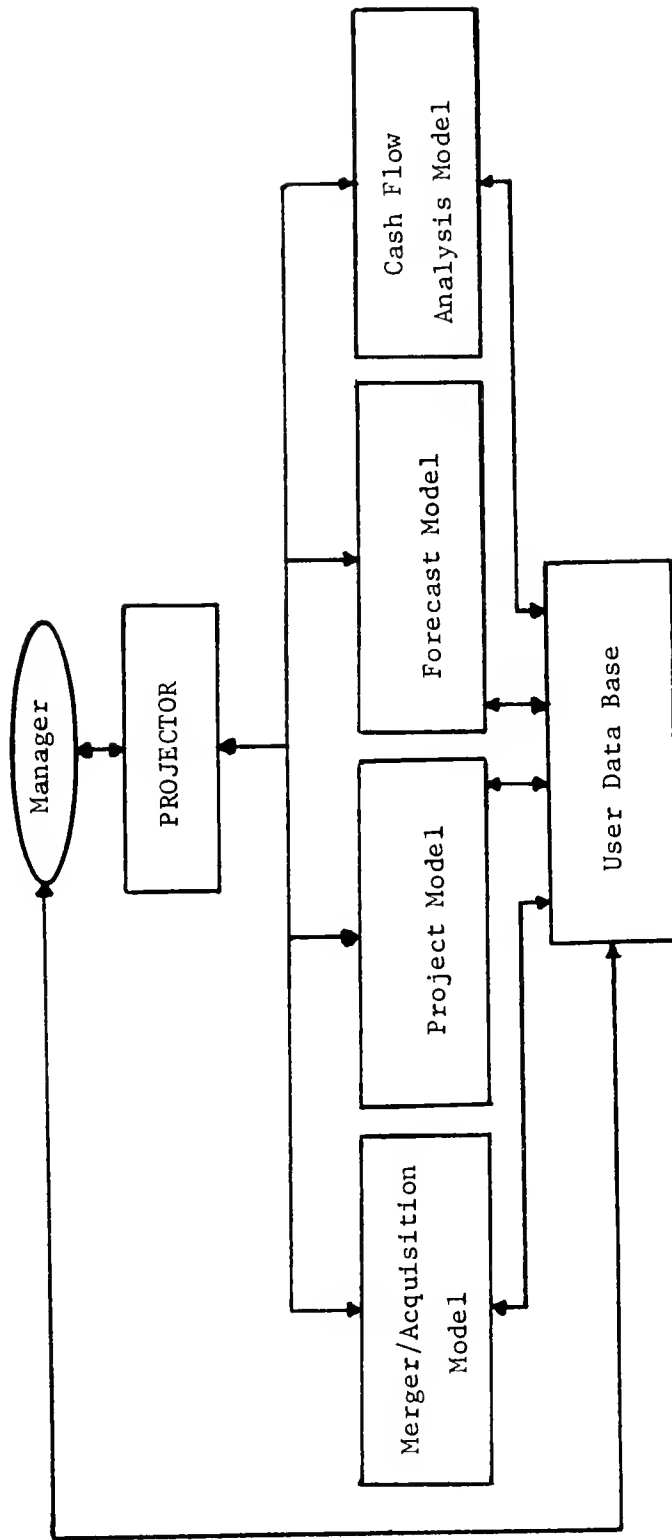 Manager
PROJECTOR
Merger/Acquisition
Model
Project Model
Forecast Model
Cash Flow
Analysis Model
User Data Base